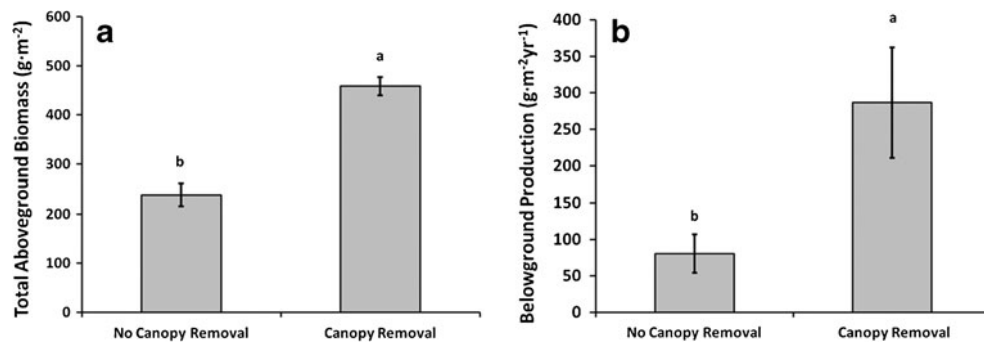 a
Total Aboveground Biomass (g·m⁻²)
600
500
400
300
200
100
0
b
a
No Canopy Removal
Canopy Removal
b
Belowground Production (g·m⁻²yr⁻¹)
400
350
300
250
200
150
100
50
0
b
a
No Canopy Removal
Canopy Removal